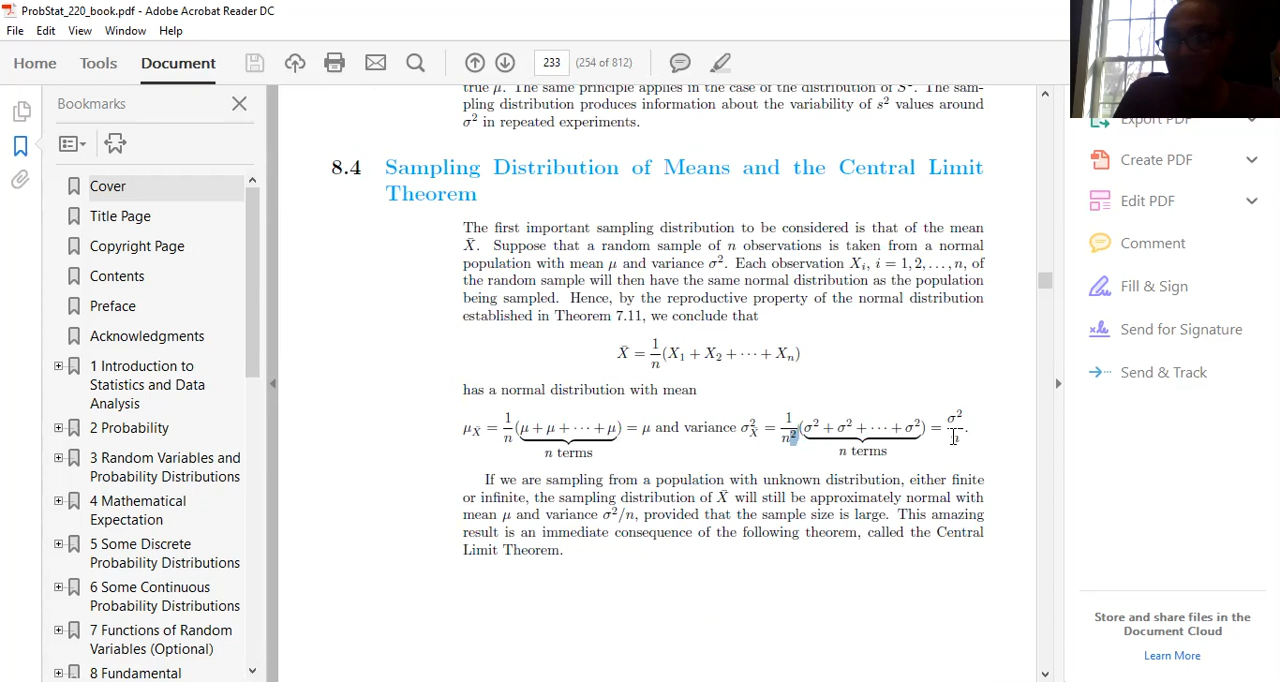 ProbStat_220_book.pdf - Adobe Acrobat Reader DC
File Edit View Window Help
Home Tools Document 233 (254 of 812)
Bookmarks
Cover
Title Page
Copyright Page
Contents
Preface
Acknowledgments
1 Introduction to
Statistics and Data
Analysis
2 Probability
3 Random Variables and
Probability Distributions
4 Mathematical
Expectation
5 Some Discrete
Probability Distributions
6 Some Continuous
Probability Distributions
7 Functions of Random
Variables (Optional)
8 Fundamental
true μ. The same principle applies in the case of the distribution of S². The sam-
pling distribution produces information about the variability of s² values around
σ² in repeated experiments.
8.4 Sampling Distribution of Means and the Central Limit
Theorem
The first important sampling distribution to be considered is that of the mean
X̄. Suppose that a random sample of n observations is taken from a normal
population with mean μ and variance σ². Each observation Xᵢ, i = 1, 2, . . . , n, of
the random sample will then have the same normal distribution as the population
being sampled. Hence, by the reproductive property of the normal distribution
established in Theorem 7.11, we conclude that
X̄ = 1/n (X₁ + X₂ + · · · + Xₙ)
has a normal distribution with mean
μ_X̄ = 1/n (μ + μ + · · · + μ) = μ and variance σ²_X̄ = 1/n² (σ² + σ² + · · · + σ²) = σ²/n.
n terms n terms
If we are sampling from a population with unknown distribution, either finite
or infinite, the sampling distribution of X̄ will still be approximately normal with
mean μ and variance σ²/n, provided that the sample size is large. This amazing
result is an immediate consequence of the following theorem, called the Central
Limit Theorem.
Export PDF
Create PDF
Edit PDF
Comment
Fill & Sign
Send for Signature
Send & Track
Store and share files in the
Document Cloud
Learn More